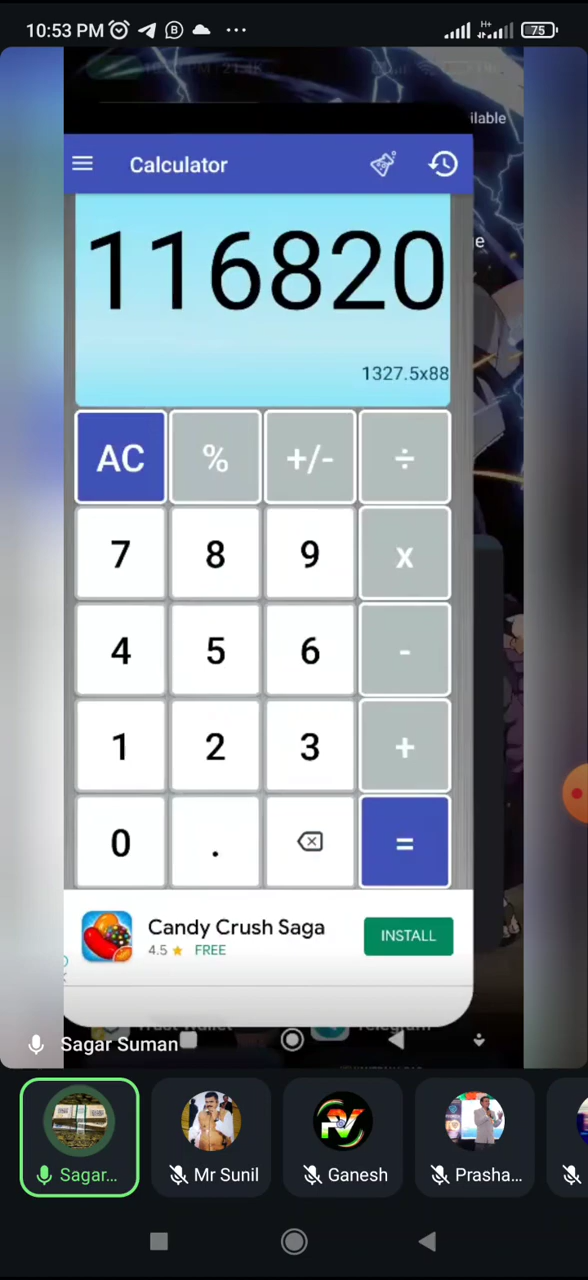 10:53 PM
H+
75
ilable
Calculator
116820
1327.5x88
AC % +/- ÷
7 8 9 x
4 5 6 -
1 2 3 +
0 . =
Candy Crush Saga
4.5 ★ FREE
INSTALL
Sagar Suman
Sagar...
Mr Sunil
Ganesh
Prasha...